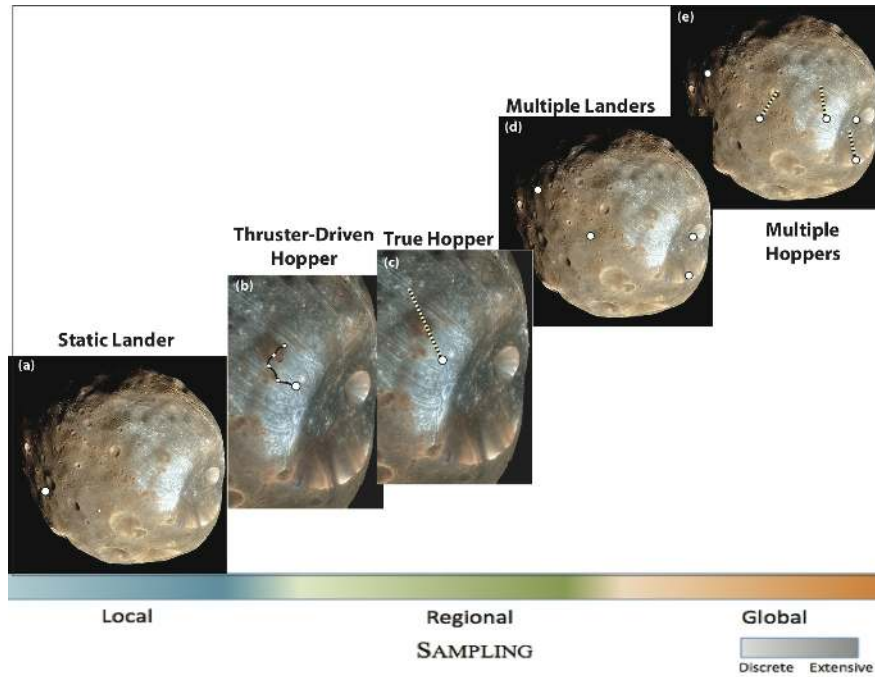 (e)
Multiple Landers
(d)
Multiple
Hoppers
Thruster-Driven
Hopper
(b)
True Hopper
(c)
Static Lander
(a)
Local
Regional
Global
SAMPLING
Discrete
Extensive